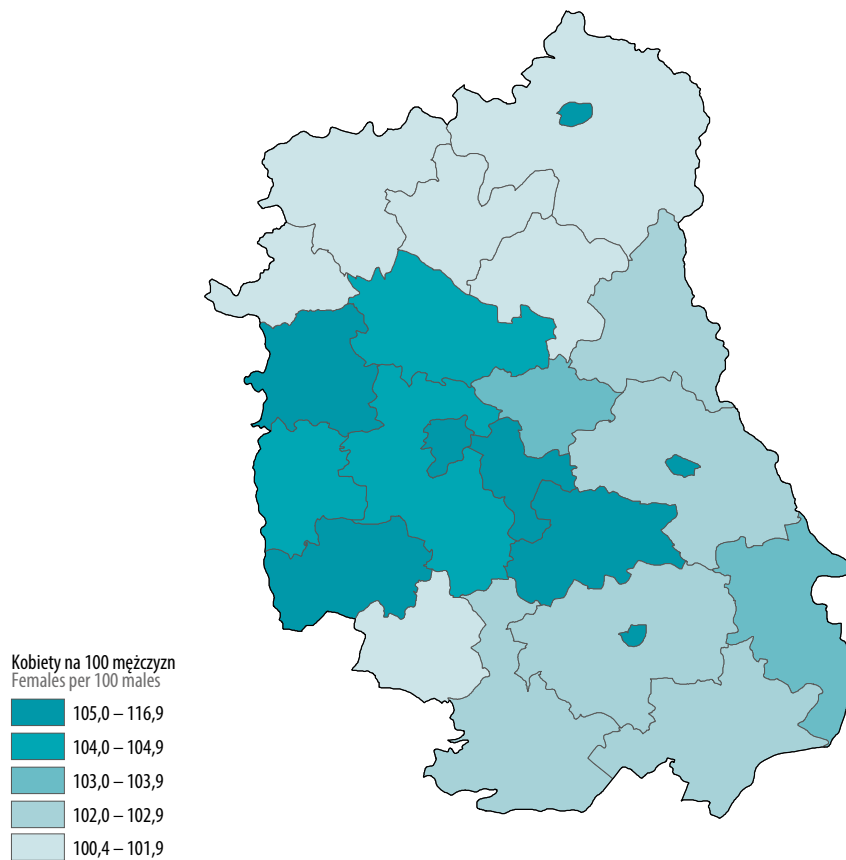 Kobiety na 100 mężczyzn
Females per 100 males
105,0 – 116,9
104,0 – 104,9
103,0 – 103,9
102,0 – 102,9
100,4 – 101,9